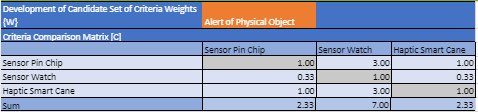 Development of Candidate Set of Criteria Weights
{W} Alert of Physical Object
Criteria Comparison Matrix [C]
Sensor Pin Chip Sensor Watch Haptic Smart Cane
Sensor Pin Chip 1.00 3.00 1.00
Sensor Watch 0.33 1.00 0.33
Haptic Smart Cane 1.00 3.00 1.00
Sum 2.33 7.00 2.33